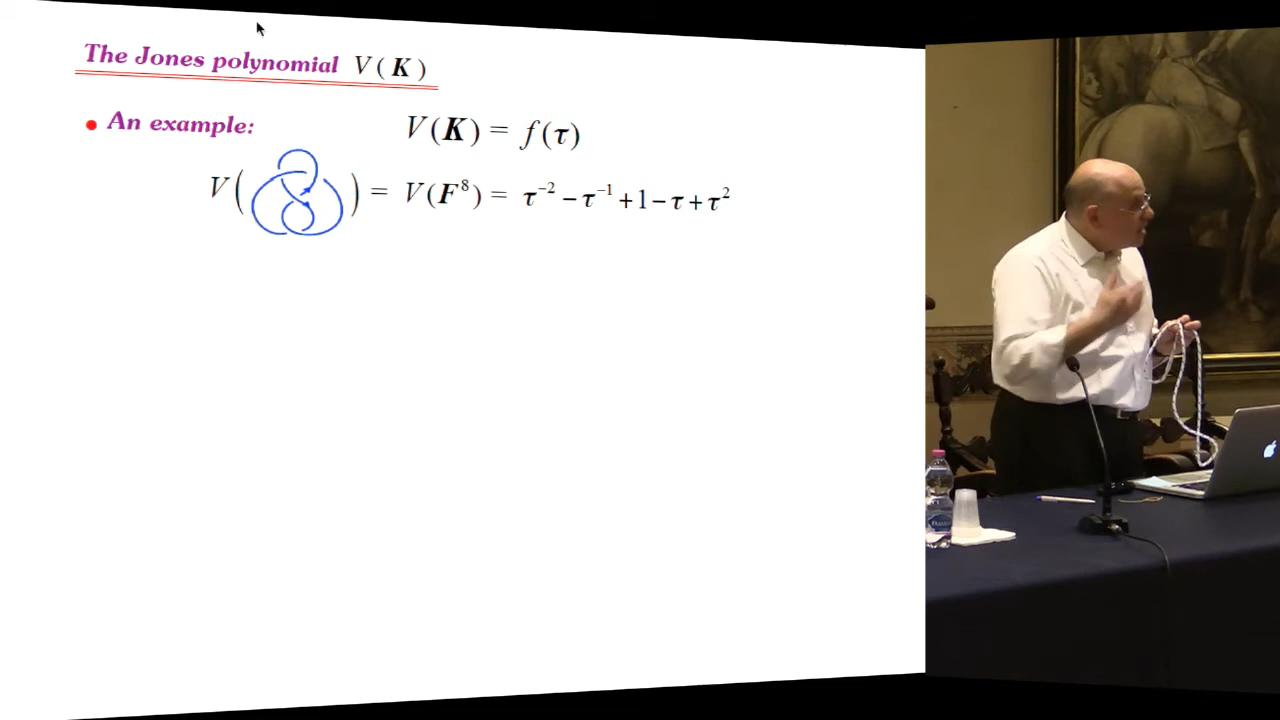 The Jones polynomial V(K)
• An example: V(K) = f(τ)
V( ) = V(F⁸) = τ⁻² − τ⁻¹ + 1 − τ + τ²